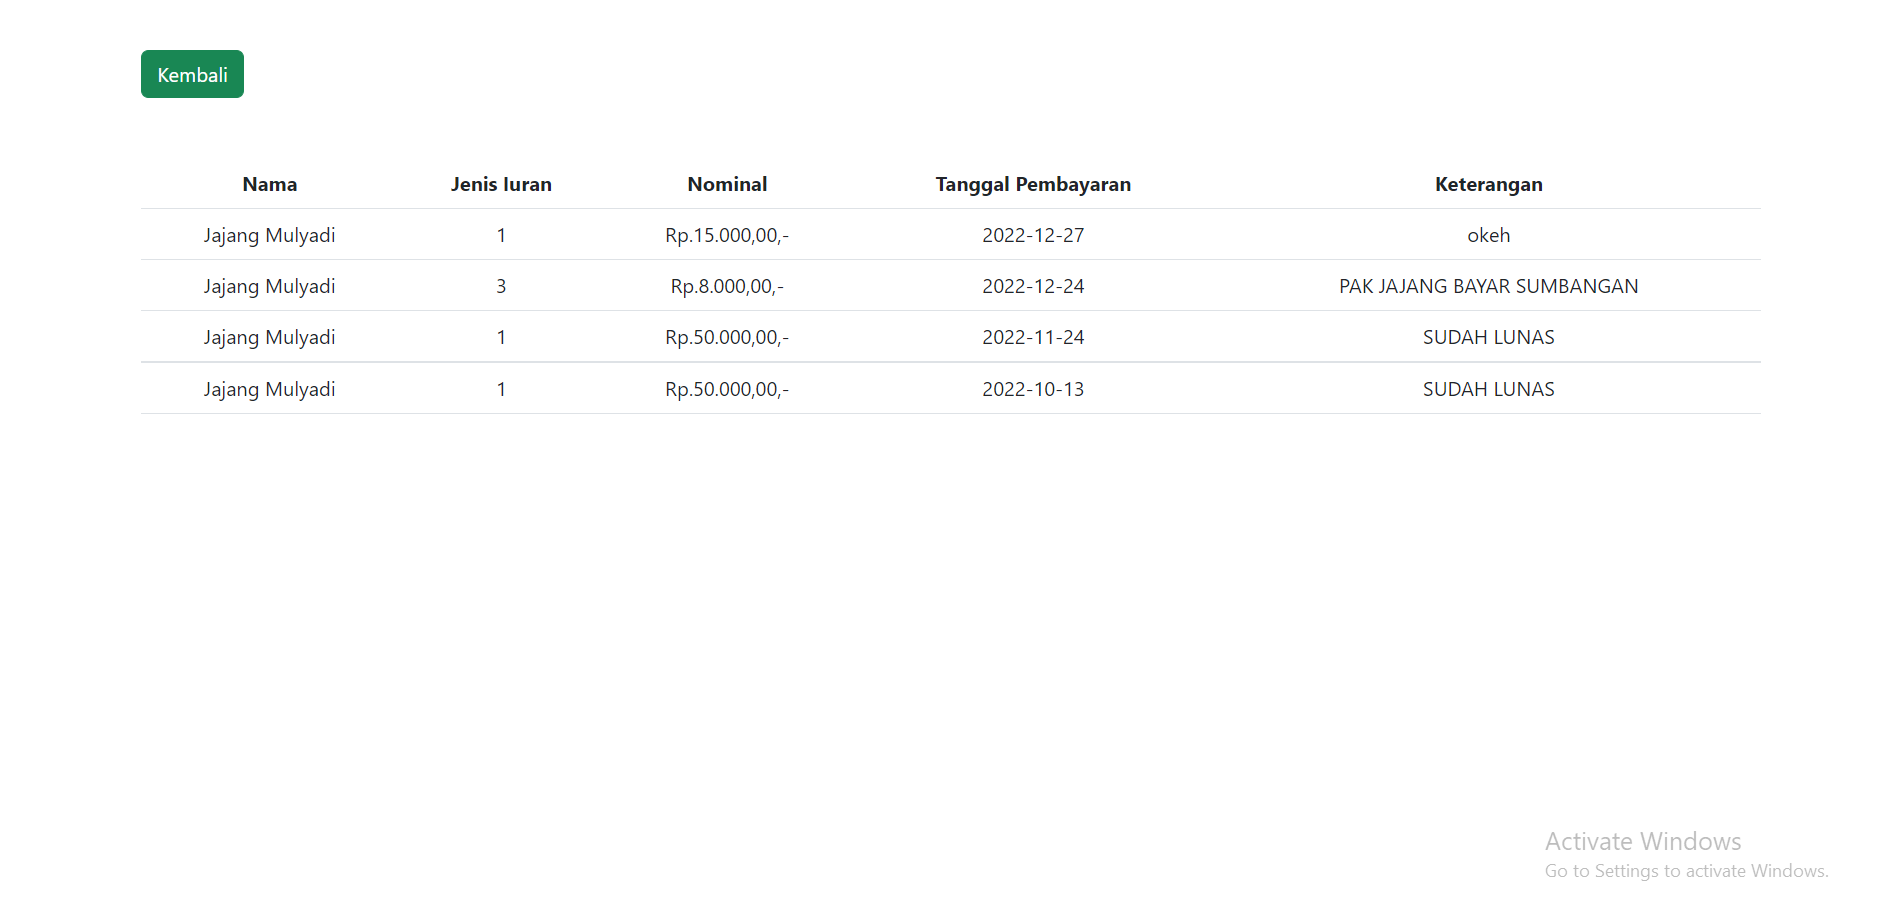 Kembali
Nama Jenis Iuran Nominal Tanggal Pembayaran Keterangan
Jajang Mulyadi 1 Rp.15.000,00,- 2022-12-27 okeh
Jajang Mulyadi 3 Rp.8.000,00,- 2022-12-24 PAK JAJANG BAYAR SUMBANGAN
Jajang Mulyadi 1 Rp.50.000,00,- 2022-11-24 SUDAH LUNAS
Jajang Mulyadi 1 Rp.50.000,00,- 2022-10-13 SUDAH LUNAS
Activate Windows
Go to Settings to activate Windows.